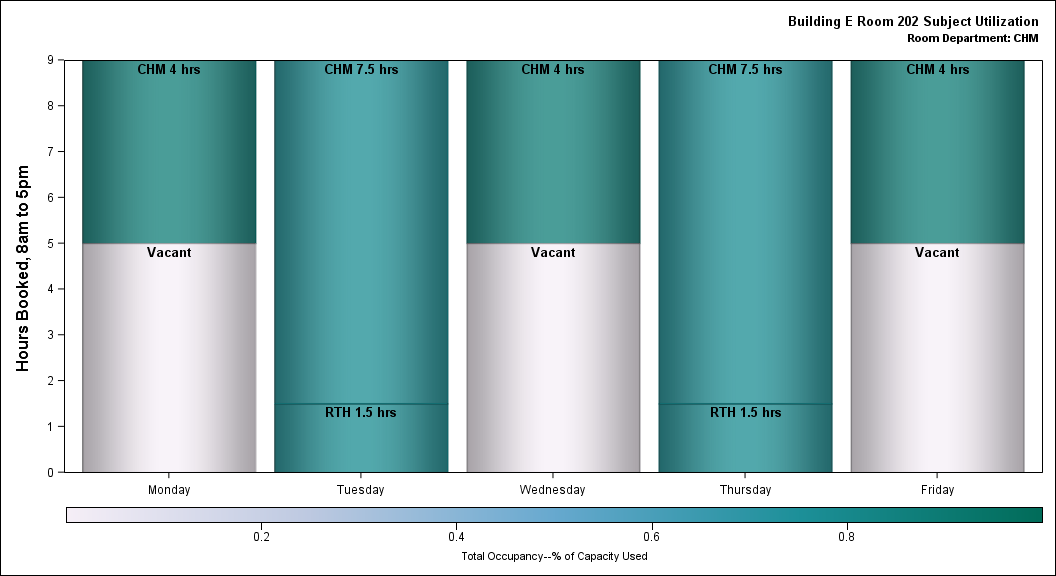 Building E Room 202 Subject Utilization
Room Department: CHM
Hours Booked, 8am to 5pm
9
8
7
6
5
4
3
2
1
0
CHM 4 hrs
Vacant
CHM 7.5 hrs
RTH 1.5 hrs
CHM 4 hrs
Vacant
CHM 7.5 hrs
RTH 1.5 hrs
CHM 4 hrs
Vacant
Monday
Tuesday
Wednesday
Thursday
Friday
0.2
0.4
0.6
0.8
Total Occupancy--% of Capacity Used